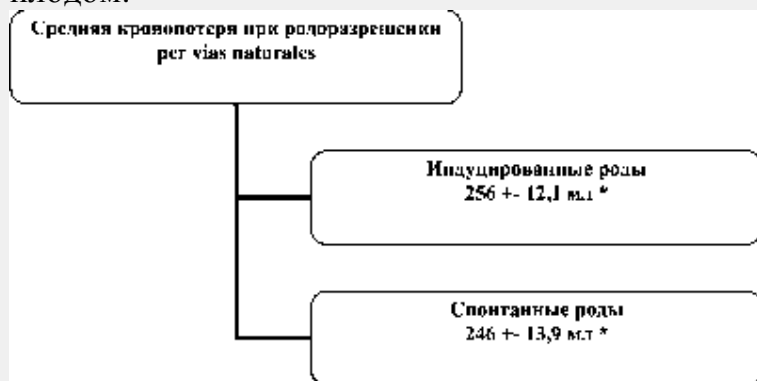 плодом.
Средняя кровопотеря при родоразрешении
per vias naturales
Индуцированные роды
256 +- 12,1 мл *
Спонтанные роды
246 +- 13,9 мл *